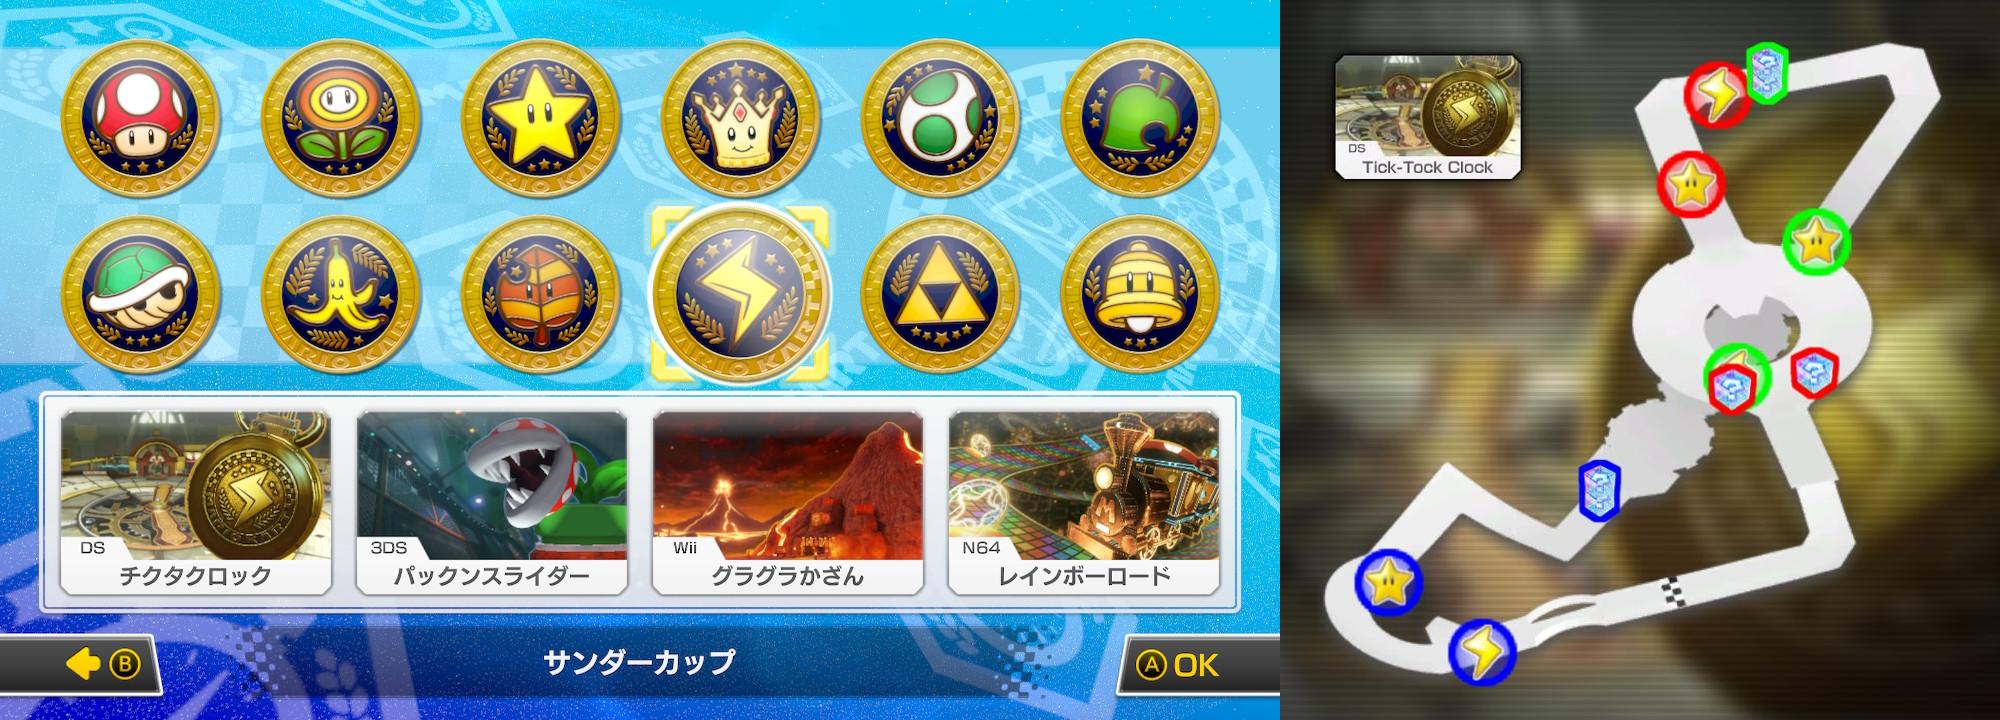 DS
チクタクロック
3DS
パックンスライダー
Wii
グラグラかざん
N64
レインボーロード
B
サンダーカップ
A OK
DS
Tick-Tock Clock